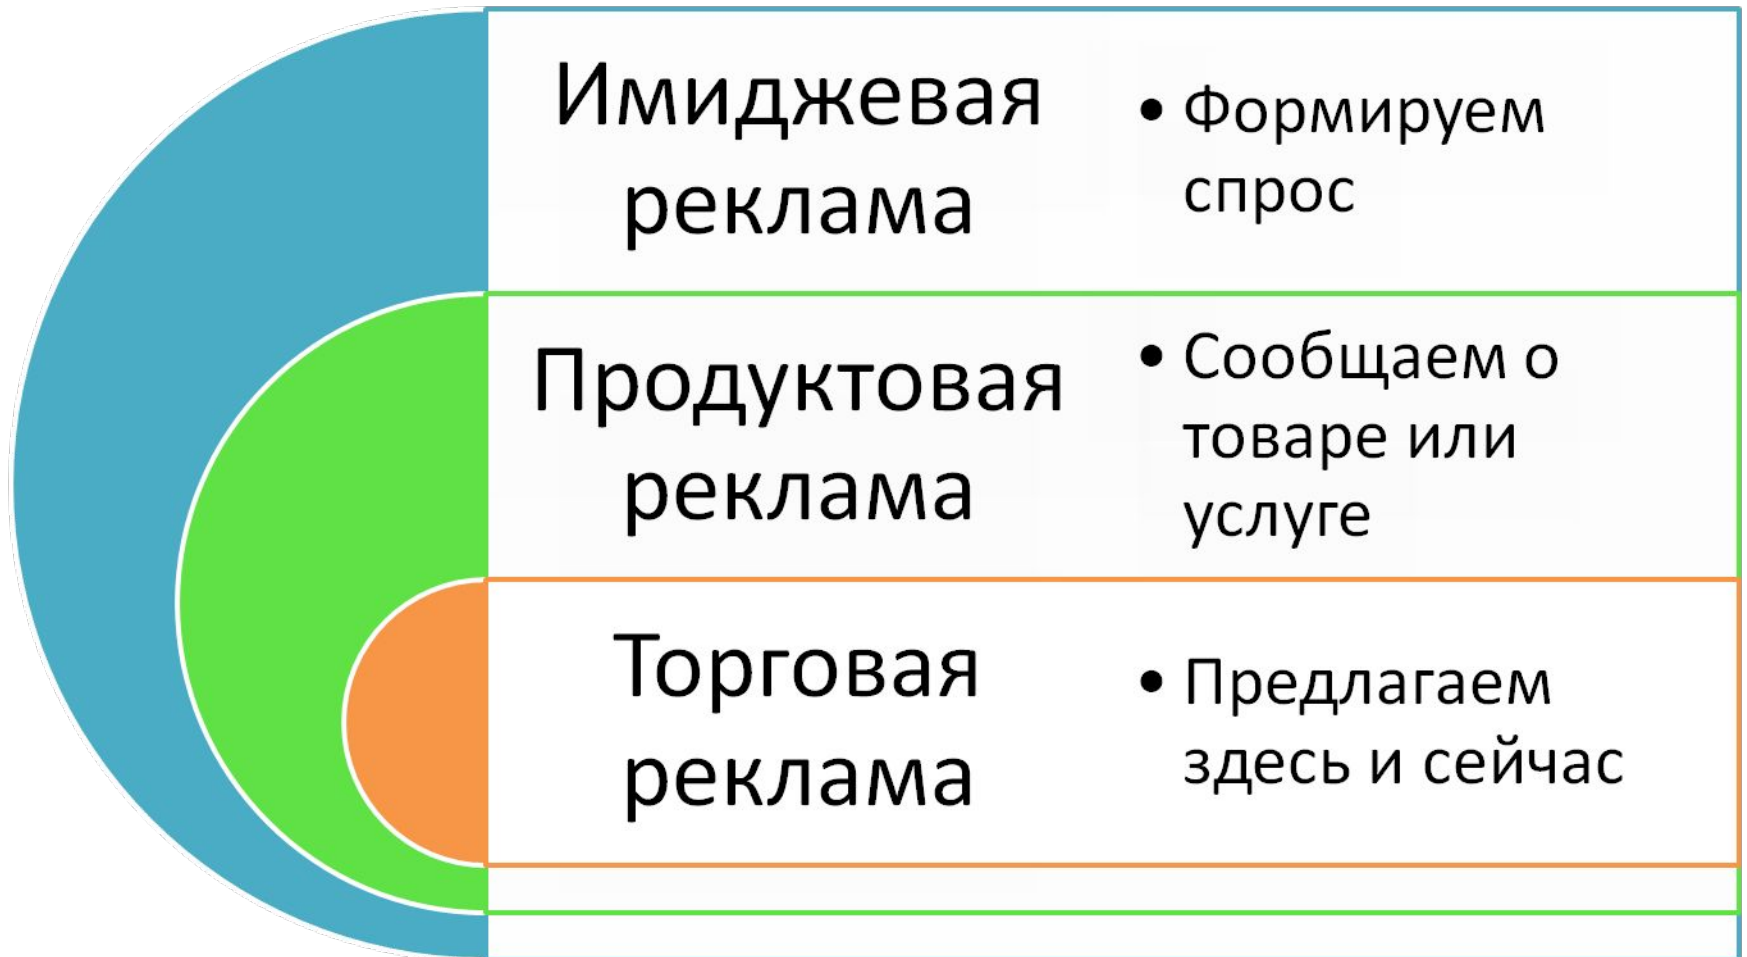 Имиджевая
реклама
• Формируем
спрос
Продуктовая
реклама
• Сообщаем о
товаре или
услуге
Торговая
реклама
• Предлагаем
здесь и сейчас